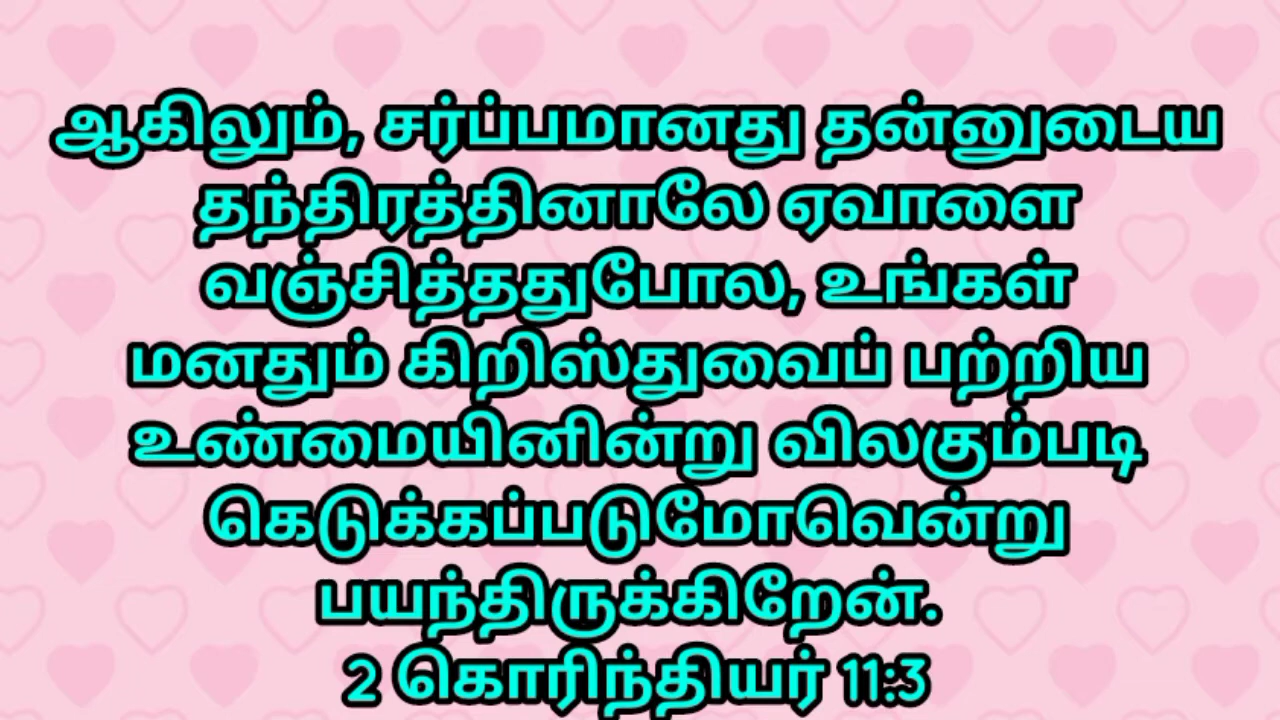 ஆகிலும், சர்ப்பமானது தன்னுடைய
தந்திரத்தினாலே ஏவாளை
வஞ்சித்ததுபோல, உங்கள்
மனதும் கிறிஸ்துவைப் பற்றிய
உண்மையினின்று விலகும்படி
கெடுக்கப்படுமோவென்று
பயந்திருக்கிறேன்.
2 கொரிந்தியர் 11:3